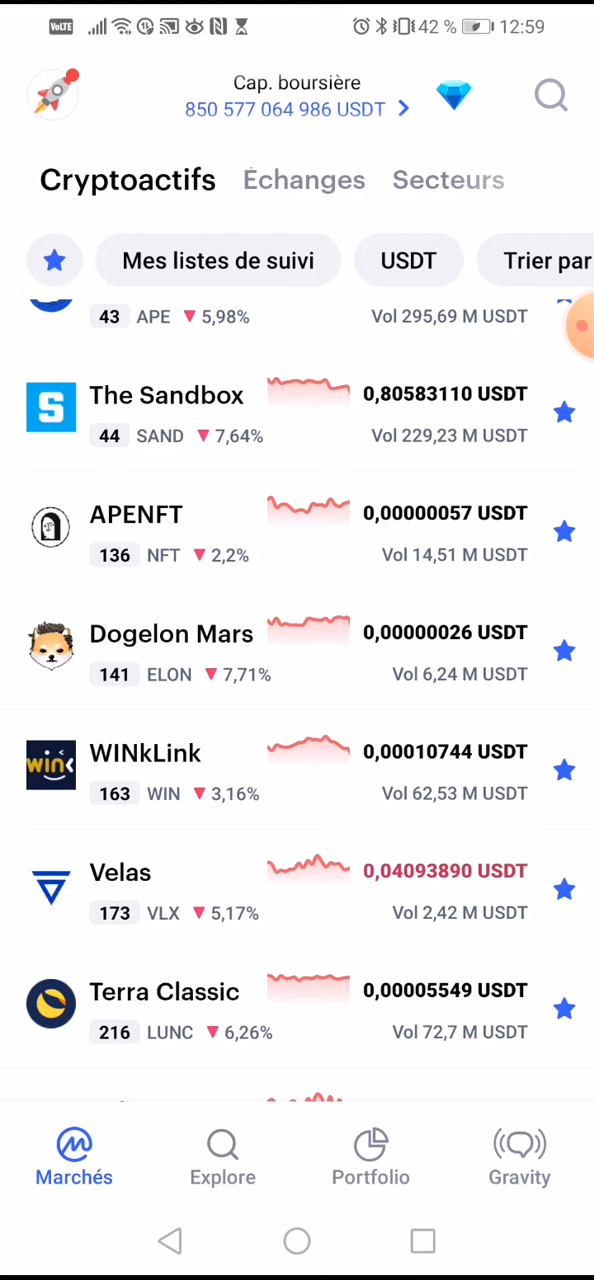 VoLTE 42 % 12:59
Cap. boursière
850 577 064 986 USDT
Cryptoactifs Échanges Secteurs
Mes listes de suivi USDT Trier par
43 APE ▼ 5,98% Vol 295,69 M USDT
The Sandbox 0,80583110 USDT
44 SAND ▼ 7,64% Vol 229,23 M USDT
APENFT 0,00000057 USDT
136 NFT ▼ 2,2% Vol 14,51 M USDT
Dogelon Mars 0,00000026 USDT
141 ELON ▼ 7,71% Vol 6,24 M USDT
WINkLink 0,00010744 USDT
163 WIN ▼ 3,16% Vol 62,53 M USDT
Velas 0,04093890 USDT
173 VLX ▼ 5,17% Vol 2,42 M USDT
Terra Classic 0,00005549 USDT
216 LUNC ▼ 6,26% Vol 72,7 M USDT
Marchés Explore Portfolio Gravity